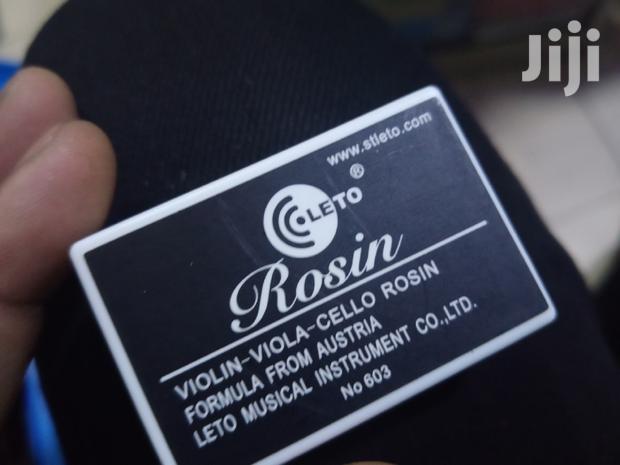 Jiji
www.stleto.com
LETO ®
Rosin
VIOLIN-VIOLA-CELLO ROSIN
FORMULA FROM AUSTRIA
LETO MUSICAL INSTRUMENT CO.,LTD.
No 603